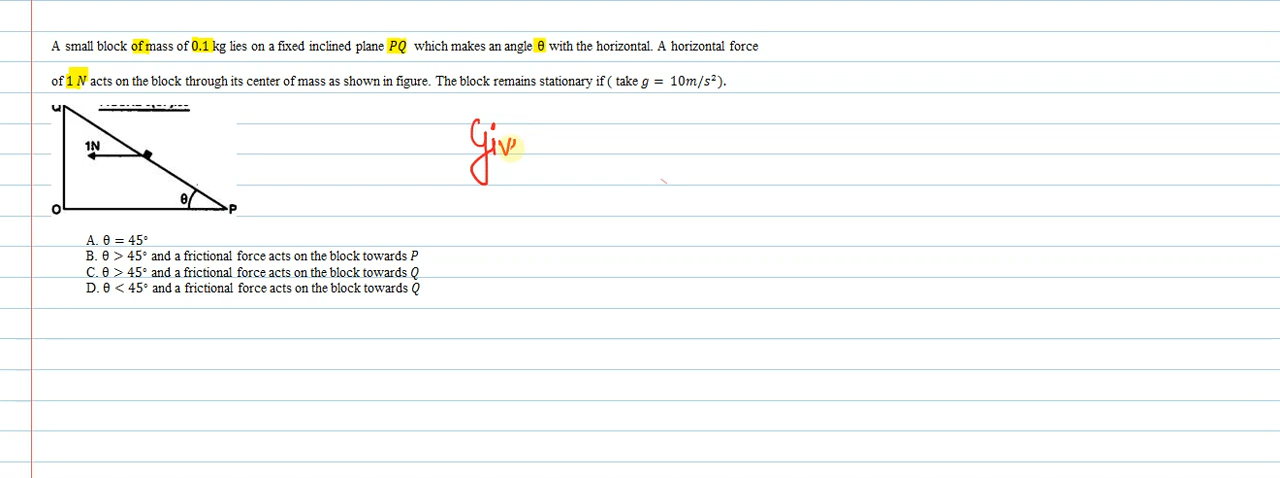 A small block of mass of 0.1 kg lies on a fixed inclined plane PQ which makes an angle θ with the horizontal. A horizontal force
of 1 N acts on the block through its center of mass as shown in figure. The block remains stationary if ( take g = 10m/s²).
Q
1N
θ
O
P
Giv
A. θ = 45°
B. θ > 45° and a frictional force acts on the block towards P
C. θ > 45° and a frictional force acts on the block towards Q
D. θ < 45° and a frictional force acts on the block towards Q